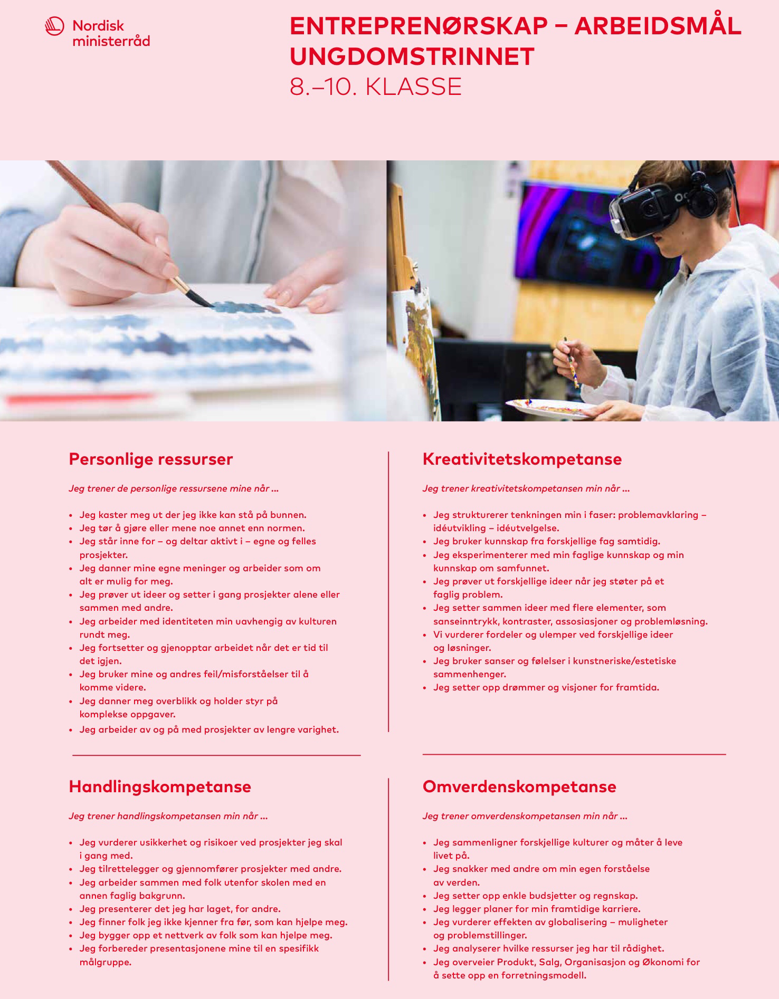 Nordisk
ministerråd
ENTREPRENØRSKAP – ARBEIDSMÅL
UNGDOMSTRINNET
8.–10. KLASSE
Personlige ressurser
Jeg trener de personlige ressursene mine når ...
• Jeg kaster meg ut der jeg ikke kan stå på bunnen.
• Jeg tør å gjøre eller mene noe annet enn normen.
• Jeg står inne for – og deltar aktivt i – egne og felles
prosjekter.
• Jeg danner mine egne meninger og arbeider som om
alt er mulig for meg.
• Jeg prøver ut ideer og setter i gang prosjekter alene eller
sammen med andre.
• Jeg arbeider med identiteten min uavhengig av kulturen
rundt meg.
• Jeg fortsetter og gjenopptar arbeidet når det er tid til
det igjen.
• Jeg bruker mine og andres feil/misforståelser til å
komme videre.
• Jeg danner meg overblikk og holder styr på
komplekse oppgaver.
• Jeg arbeider av og på med prosjekter av lengre varighet.
Kreativitetskompetanse
Jeg trener kreativitetskompetansen min når ...
• Jeg strukturerer tenkningen min i faser: problemavklaring –
idéutvikling – idéutvelgelse.
• Jeg bruker kunnskap fra forskjellige fag samtidig.
• Jeg eksperimenterer med min faglige kunnskap og min
kunnskap om samfunnet.
• Jeg prøver ut forskjellige ideer når jeg støter på et
faglig problem.
• Jeg setter sammen ideer med flere elementer, som
sanseinntrykk, kontraster, assosiasjoner og problemløsning.
• Vi vurderer fordeler og ulemper ved forskjellige ideer
og løsninger.
• Jeg bruker sanser og følelser i kunstneriske/estetiske
sammenhenger.
• Jeg setter opp drømmer og visjoner for framtida.
Handlingskompetanse
Jeg trener handlingskompetansen min når ...
• Jeg vurderer usikkerhet og risikoer ved prosjekter jeg skal
i gang med.
• Jeg tilrettelegger og gjennomfører prosjekter med andre.
• Jeg arbeider sammen med folk utenfor skolen med en
annen faglig bakgrunn.
• Jeg presenterer det jeg har laget, for andre.
• Jeg finner folk jeg ikke kjenner fra før, som kan hjelpe meg.
• Jeg bygger opp et nettverk av folk som kan hjelpe meg.
• Jeg forbereder presentasjonene mine til en spesifikk
målgruppe.
Omverdenskompetanse
Jeg trener omverdenskompetansen min når ...
• Jeg sammenligner forskjellige kulturer og måter å leve
livet på.
• Jeg snakker med andre om min egen forståelse
av verden.
• Jeg setter opp enkle budsjetter og regnskap.
• Jeg legger planer for min framtidige karriere.
• Jeg vurderer effekten av globalisering – muligheter
og problemstillinger.
• Jeg analyserer hvilke ressurser jeg har til rådighet.
• Jeg overveier Produkt, Salg, Organisasjon og Økonomi for
å sette opp en forretningsmodell.